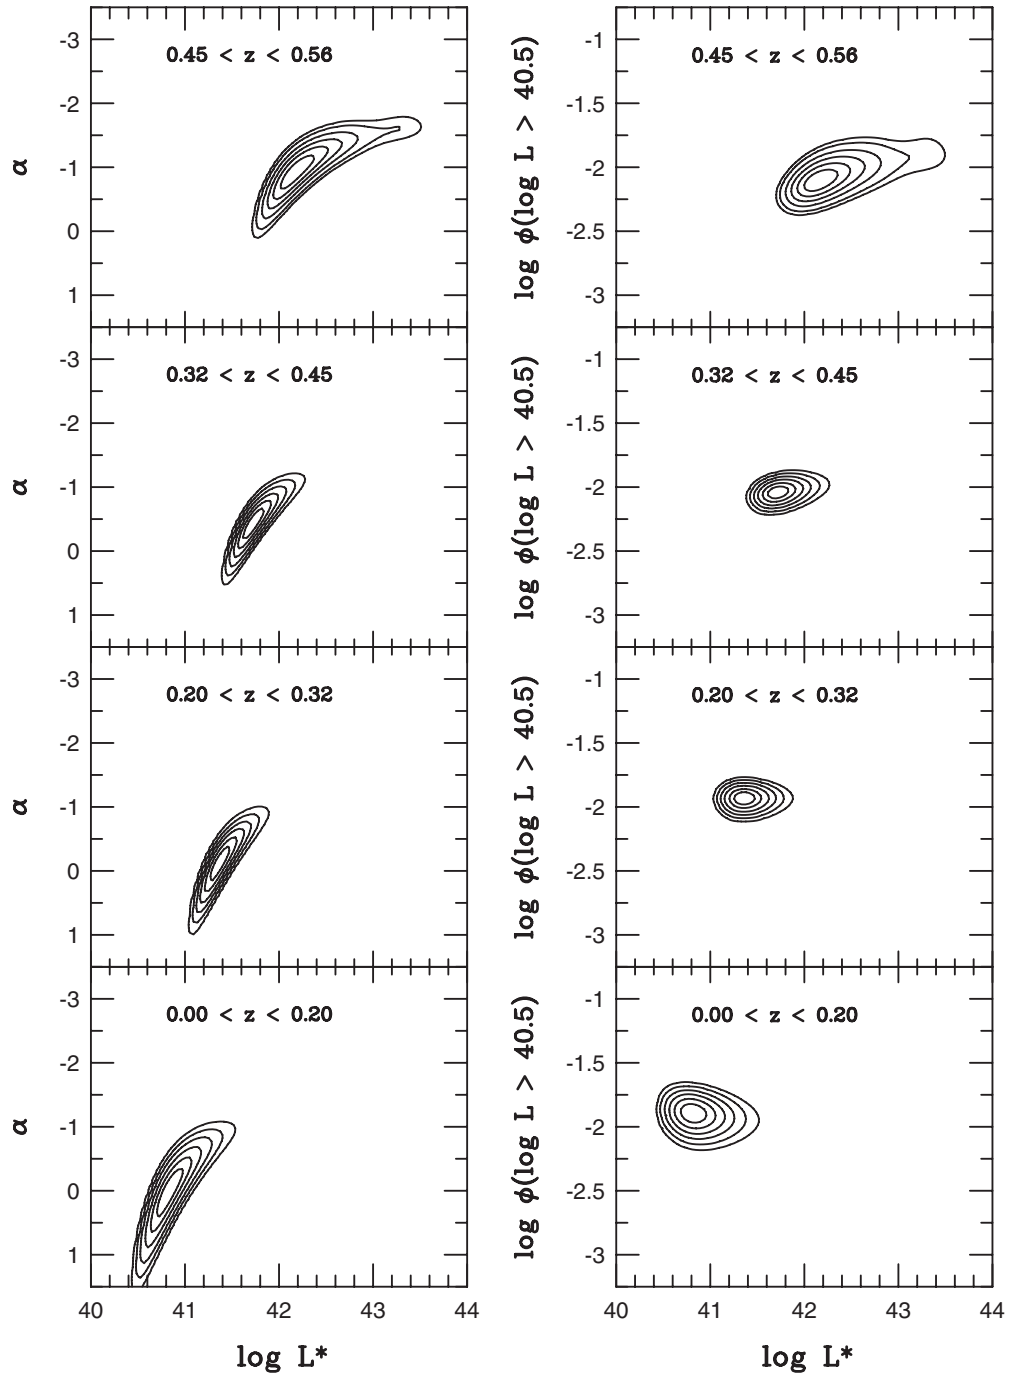 -3
0.45 < z < 0.56
-2
α
-1
0
1
log ϕ(log L > 40.5)
-1
0.45 < z < 0.56
-1.5
-2
-2.5
-3
-3
0.32 < z < 0.45
-2
α
-1
0
1
log ϕ(log L > 40.5)
-1
0.32 < z < 0.45
-1.5
-2
-2.5
-3
-3
0.20 < z < 0.32
-2
α
-1
0
1
log ϕ(log L > 40.5)
-1
0.20 < z < 0.32
-1.5
-2
-2.5
-3
-3
0.00 < z < 0.20
-2
α
-1
0
1
log ϕ(log L > 40.5)
-1
0.00 < z < 0.20
-1.5
-2
-2.5
-3
40 41 42 43 44
40 41 42 43 44
log L*
log L*